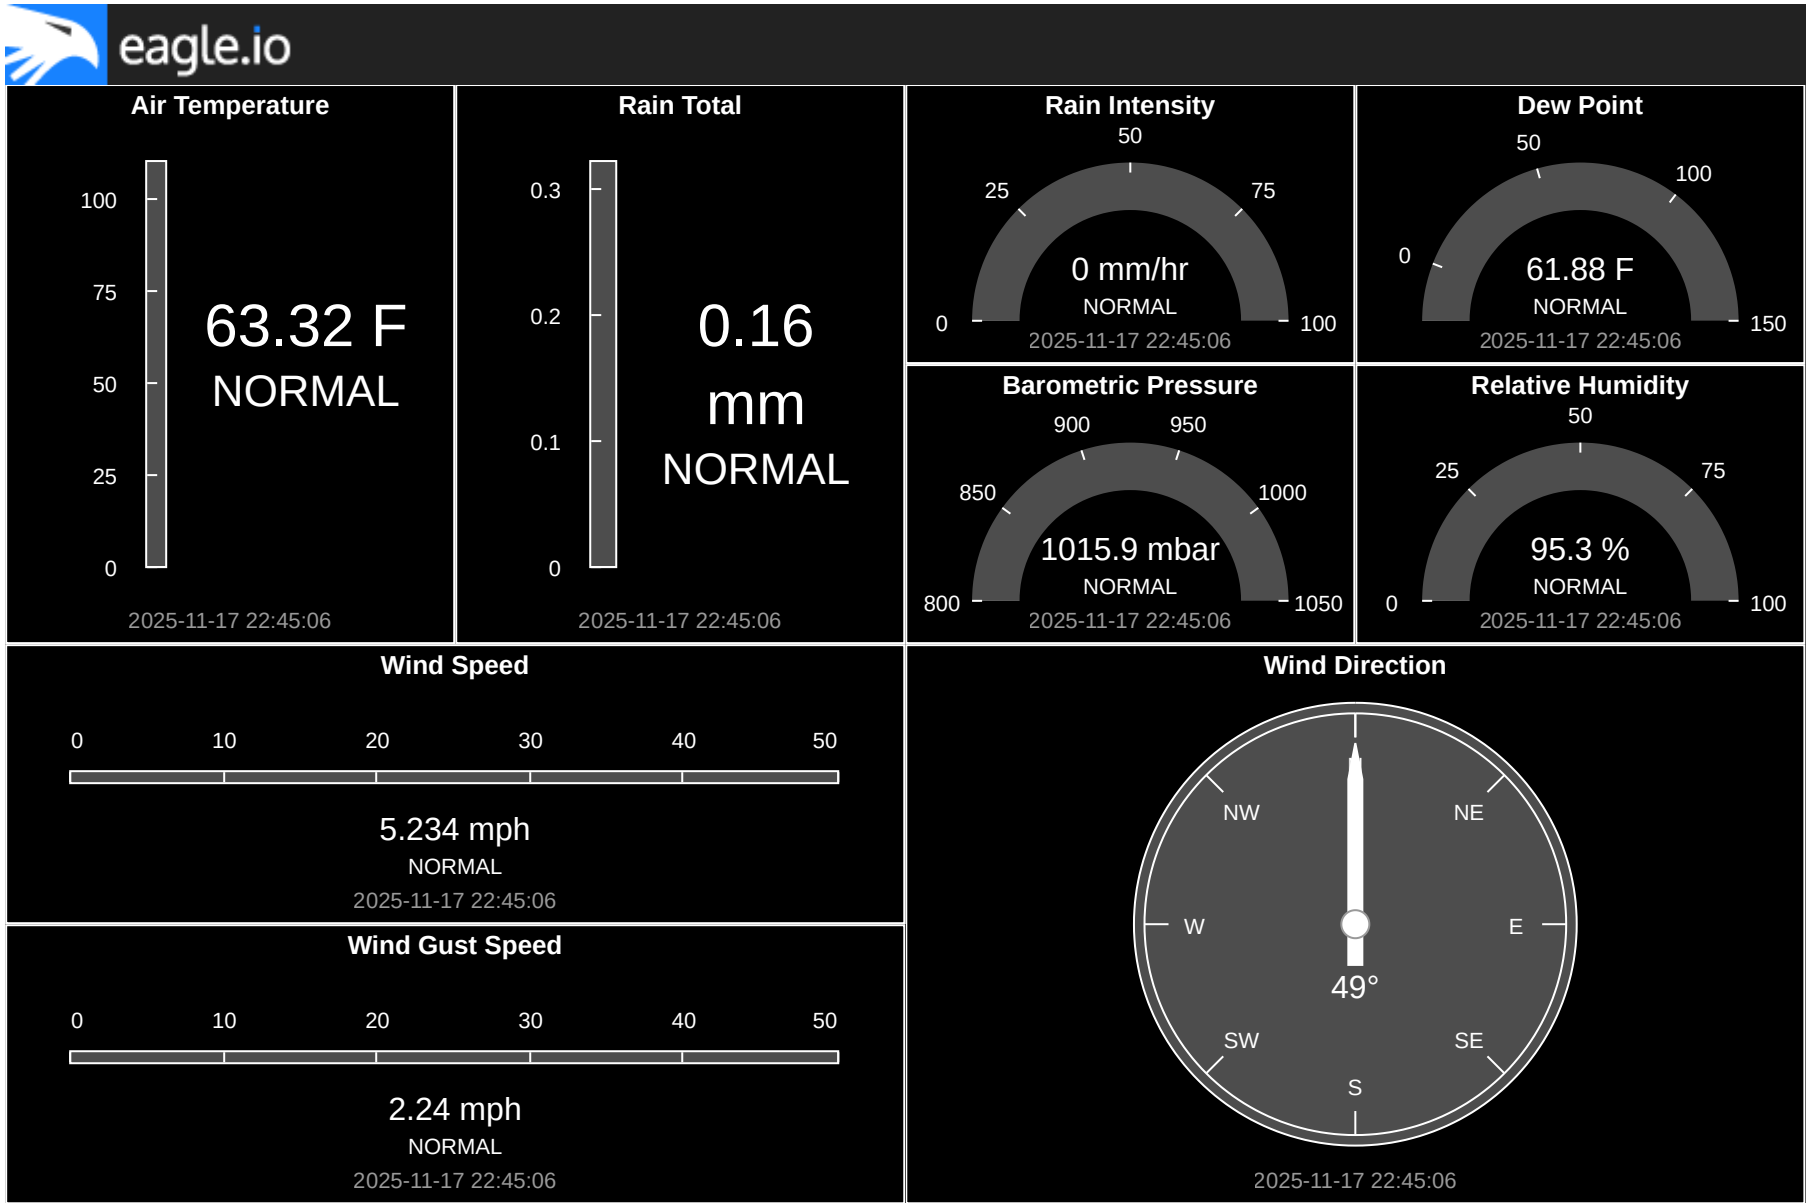 eagle.io
Air Temperature
100
75
50
25
0
63.32 F
NORMAL
2025-11-17 22:45:06
Rain Total
0.3
0.2
0.1
0
0.16
mm
NORMAL
2025-11-17 22:45:06
Rain Intensity
50
25
75
0
100
0 mm/hr
NORMAL
2025-11-17 22:45:06
Dew Point
50
100
0
150
61.88 F
NORMAL
2025-11-17 22:45:06
Barometric Pressure
900
950
850
1000
800
1050
1015.9 mbar
NORMAL
2025-11-17 22:45:06
Relative Humidity
50
25
75
0
100
95.3 %
NORMAL
2025-11-17 22:45:06
Wind Speed
0 10 20 30 40 50
5.234 mph
NORMAL
2025-11-17 22:45:06
Wind Gust Speed
0 10 20 30 40 50
2.24 mph
NORMAL
2025-11-17 22:45:06
Wind Direction
NW NE
W E
49°
SW SE
S
2025-11-17 22:45:06